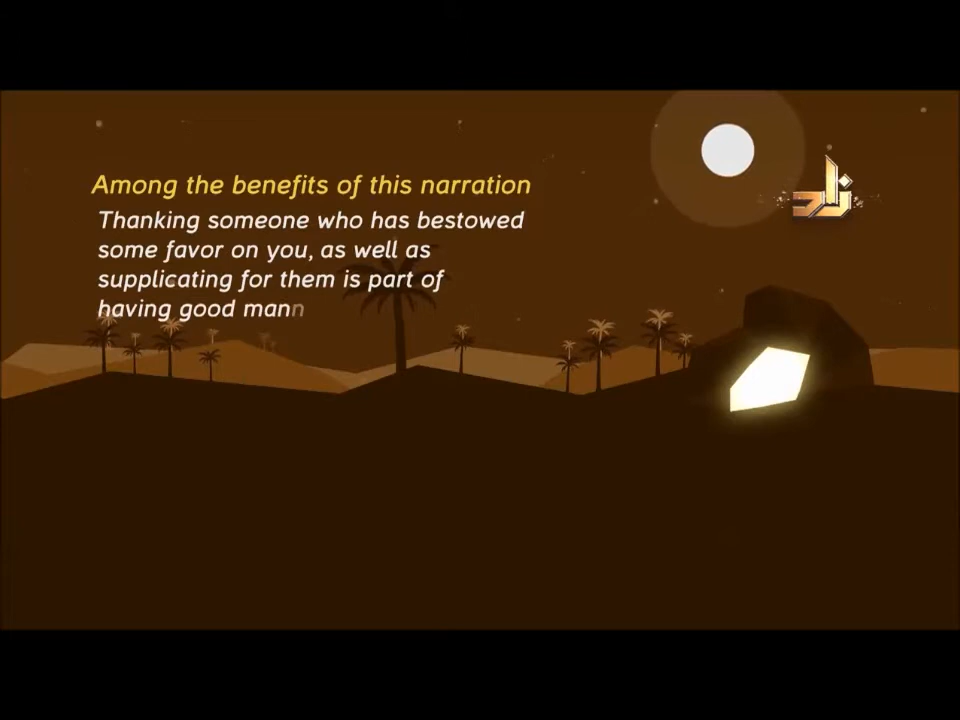 Among the benefits of this narration
زاد
Thanking someone who has bestowed
some favor on you, as well as
supplicating for them is part of
having good mann